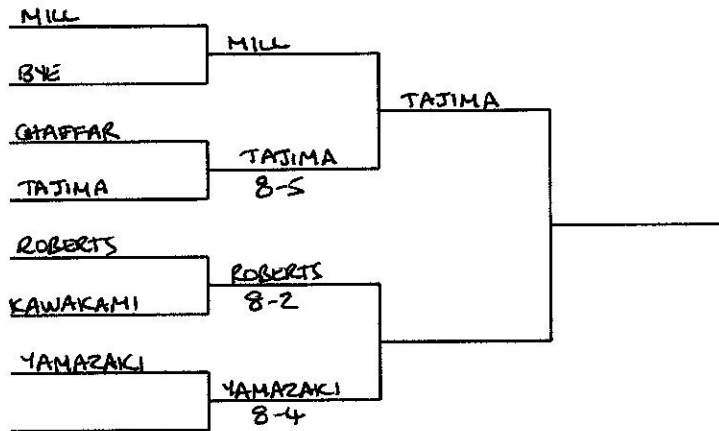 MILL
MILL
BYE
TAJIMA
GHAFFAR
TAJIMA
8-5
TAJIMA
ROBERTS
ROBERTS
8-2
KAWAKAMI
YAMAZAKI
YAMAZAKI
8-4